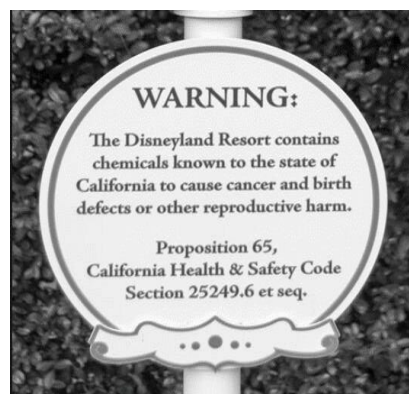 WARNING:
The Disneyland Resort contains
chemicals known to the state of
California to cause cancer and birth
defects or other reproductive harm.
Proposition 65,
California Health & Safety Code
Section 25249.6 et seq.